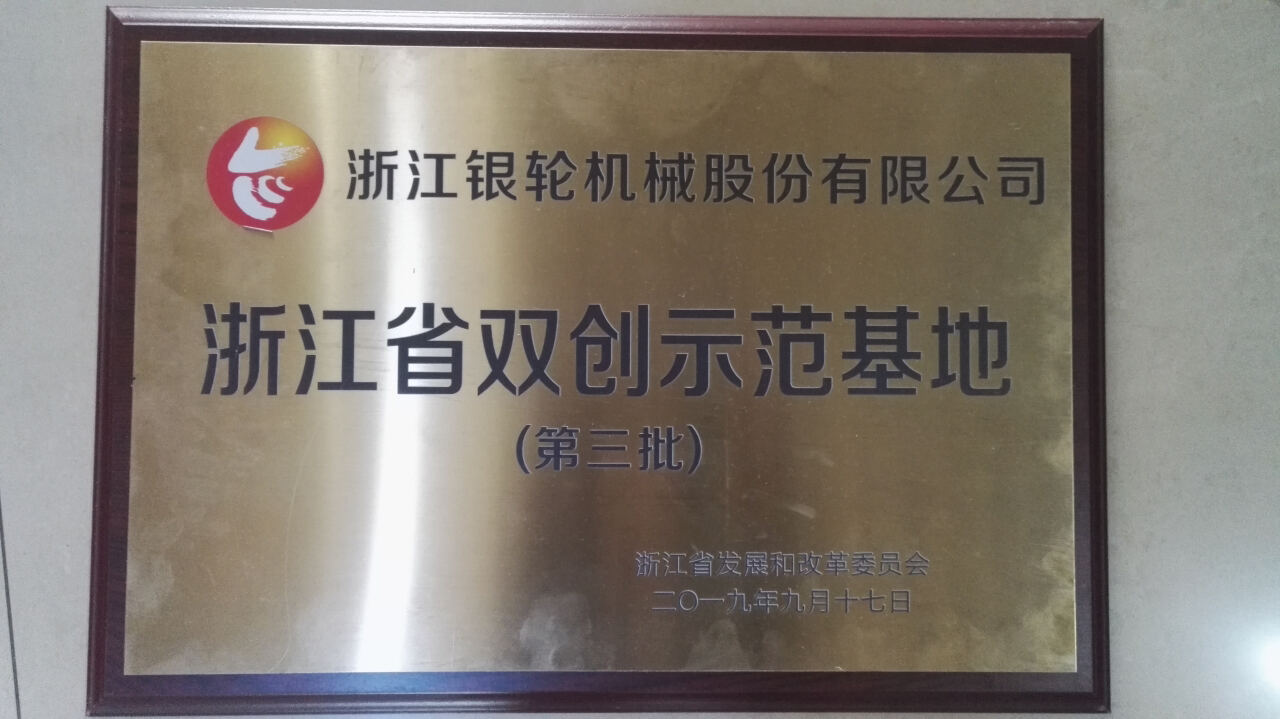 浙江银轮机械股份有限公司
浙江省双创示范基地
(第三批)
浙江省发展和改革委员会
二〇一九年九月十七日